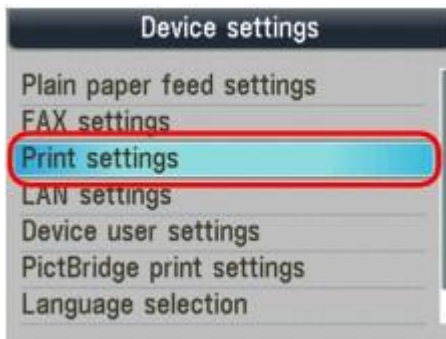 Device settings
Plain paper feed settings
FAX settings
Print settings
LAN settings
Device user settings
PictBridge print settings
Language selection